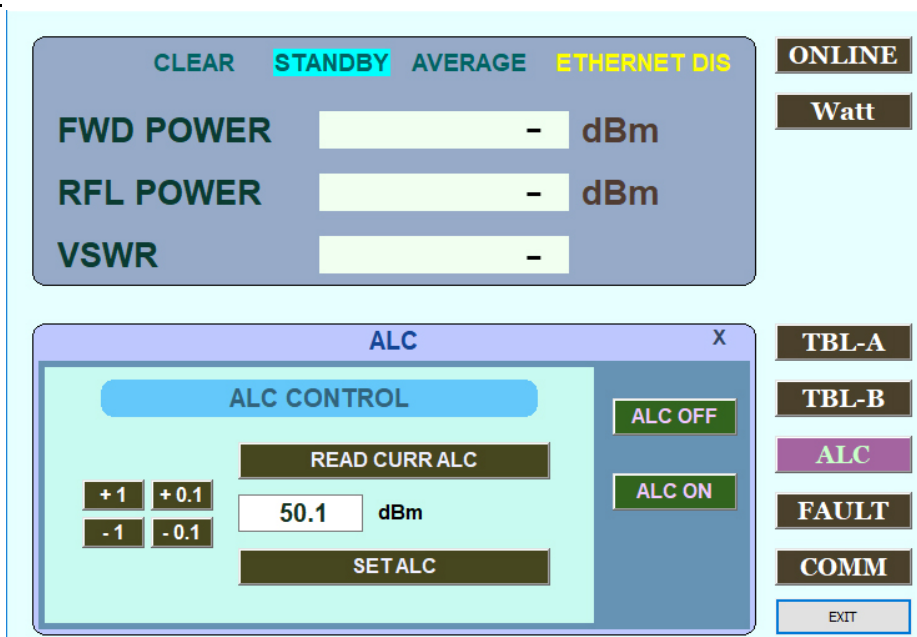 CLEAR STANDBY AVERAGE ETHERNET DIS
ONLINE
Watt
FWD POWER - dBm
RFL POWER - dBm
VSWR -
ALC X
ALC CONTROL
READ CURR ALC
+ 1 + 0.1
- 1 - 0.1
50.1 dBm
SET ALC
ALC OFF
ALC ON
TBL-A
TBL-B
ALC
FAULT
COMM
EXIT